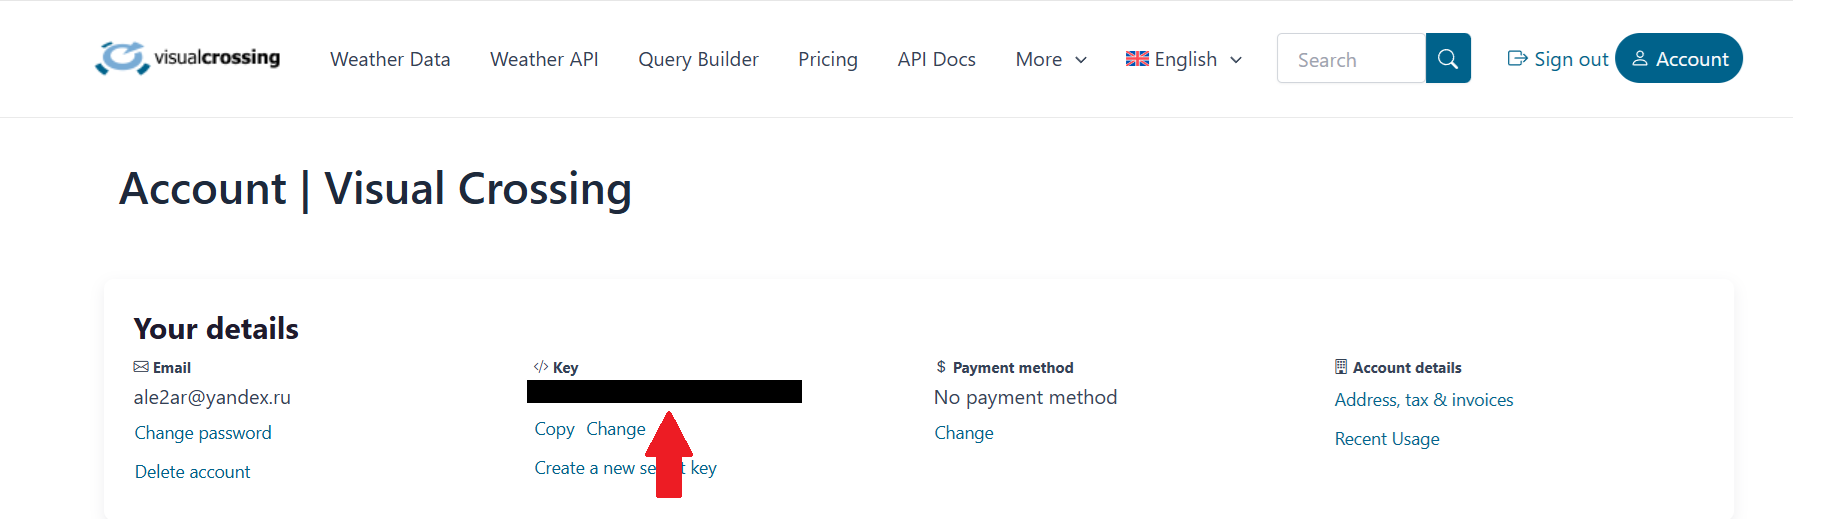 visualcrossing Weather Data Weather API Query Builder Pricing API Docs More English Search Sign out Account
Account | Visual Crossing
Your details
Email
ale2ar@yandex.ru
Change password
Delete account
Key
Copy Change
Create a new se t key
$ Payment method
No payment method
Change
Account details
Address, tax & invoices
Recent Usage